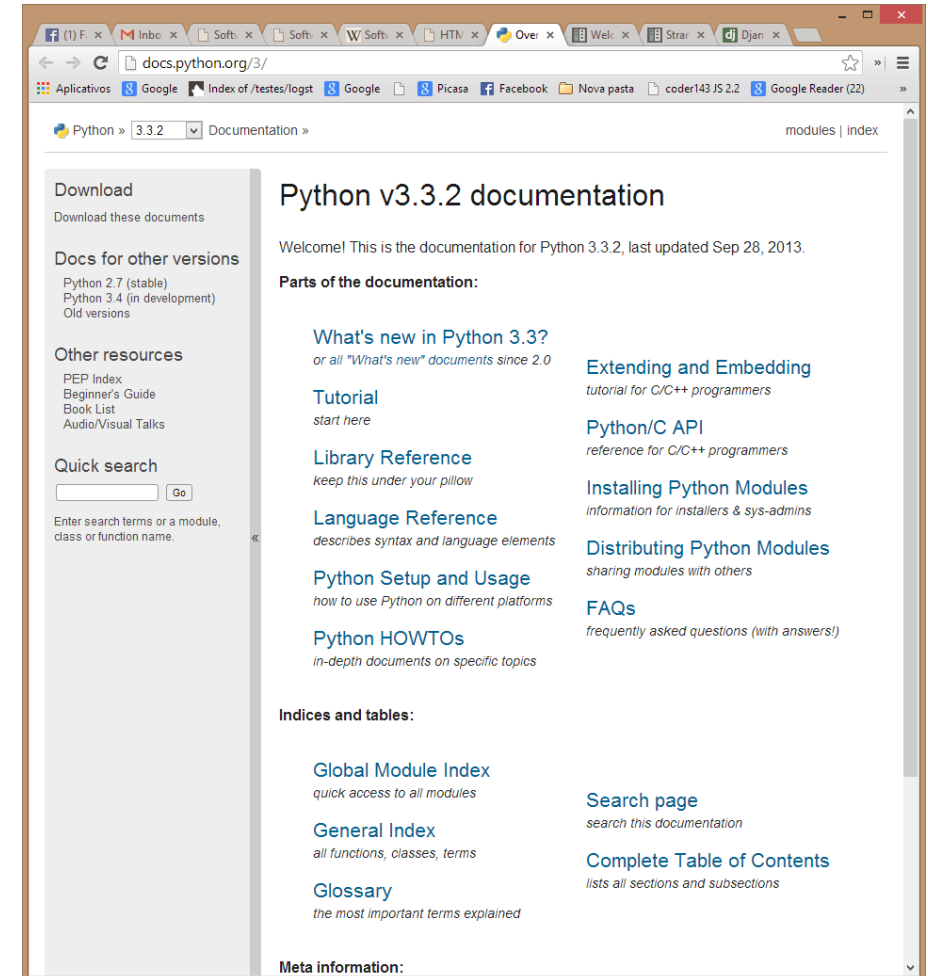 (1) F
Inbo
Softw
Softw
Softw
HTM
Over
Welc
Stran
Djan
docs.python.org/3/
Aplicativos Google Index of /testes/logst Google Picasa Facebook Nova pasta coder143 JS 2.2 Google Reader (22) »
Python » 3.3.2 Documentation » modules | index
Download
Download these documents
Docs for other versions
Python 2.7 (stable)
Python 3.4 (in development)
Old versions
Other resources
PEP Index
Beginner's Guide
Book List
Audio/Visual Talks
Quick search
Go
Enter search terms or a module,
class or function name.
«
Python v3.3.2 documentation
Welcome! This is the documentation for Python 3.3.2, last updated Sep 28, 2013.
Parts of the documentation:
What's new in Python 3.3?
or all "What's new" documents since 2.0
Tutorial
start here
Library Reference
keep this under your pillow
Language Reference
describes syntax and language elements
Python Setup and Usage
how to use Python on different platforms
Python HOWTOs
in-depth documents on specific topics
Extending and Embedding
tutorial for C/C++ programmers
Python/C API
reference for C/C++ programmers
Installing Python Modules
information for installers & sys-admins
Distributing Python Modules
sharing modules with others
FAQs
frequently asked questions (with answers!)
Indices and tables:
Global Module Index
quick access to all modules
General Index
all functions, classes, terms
Glossary
the most important terms explained
Search page
search this documentation
Complete Table of Contents
lists all sections and subsections
Meta information: